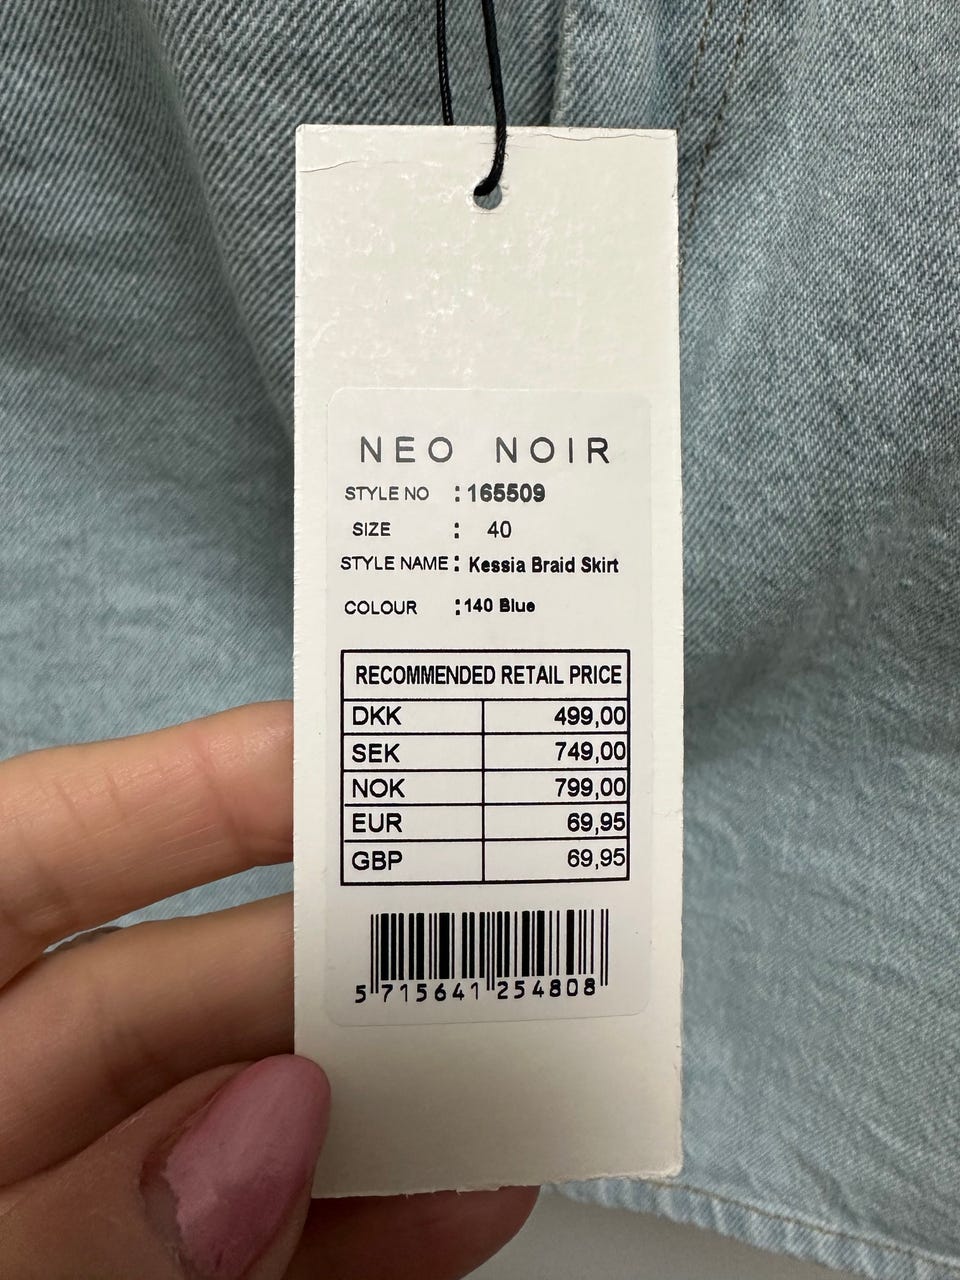 NEO NOIR
STYLE NO : 165509
SIZE : 40
STYLE NAME : Kessia Braid Skirt
COLOUR : 140 Blue
RECOMMENDED RETAIL PRICE
DKK 499,00
SEK 749,00
NOK 799,00
EUR 69,95
GBP 69,95
5 715641 254808